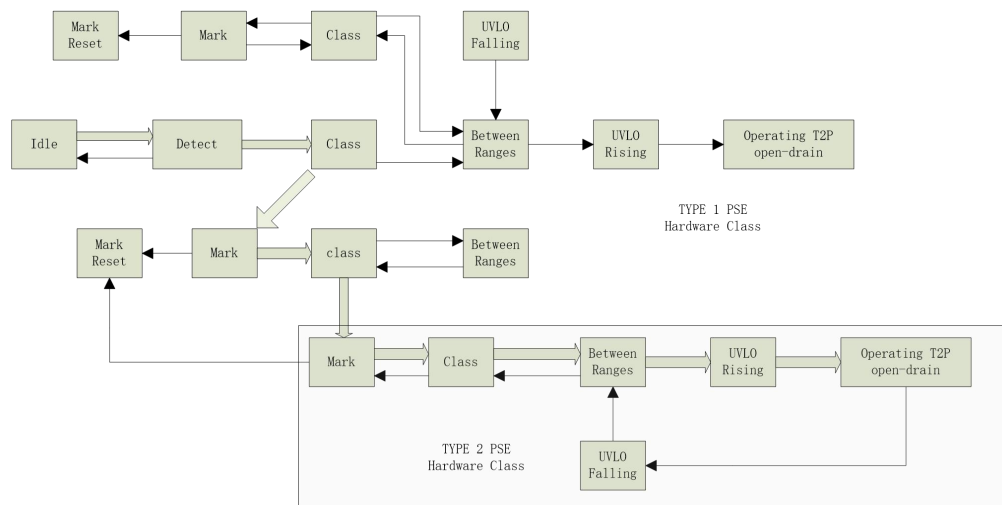 Mark
Reset
Mark
Class
UVLO
Falling
Idle
Detect
Class
Between
Ranges
UVLO
Rising
Operating T2P
open-drain
TYPE 1 PSE
Hardware Class
Mark
Reset
Mark
class
Between
Ranges
Mark
Class
Between
Ranges
UVLO
Rising
Operating T2P
open-drain
TYPE 2 PSE
Hardware Class
UVLO
Falling